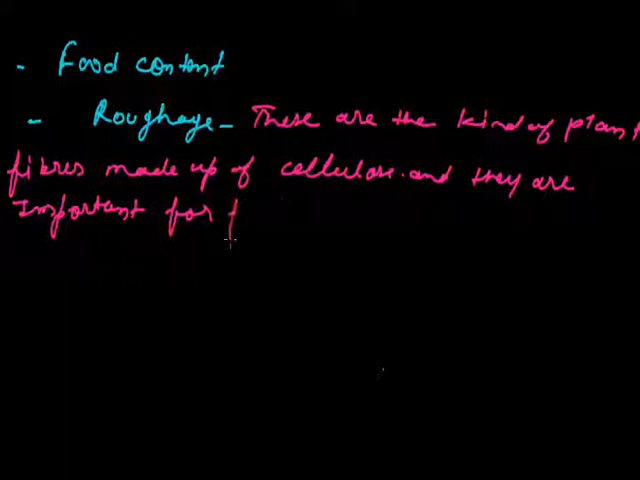 - Food content
- Roughage - These are the kind of plant
fibres made up of cellulose. and they are
Important for f